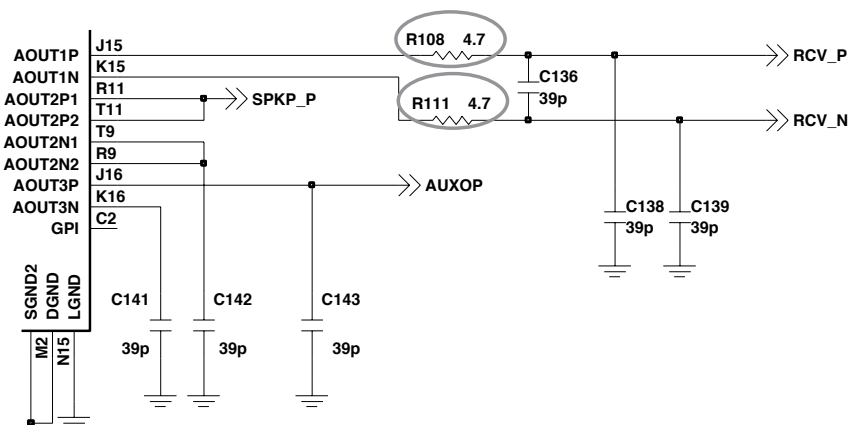 J15
R108 4.7
AOUT1P
RCV_P
K15
AOUT1N
C136
R11
39p
AOUT2P1
SPKP_P
R111 4.7
T11
AOUT2P2
RCV_N
T9
AOUT2N1
R9
AOUT2N2
J16
AOUT3P
AUXOP
K16
AOUT3N
C138
C139
C2
39p
39p
GPI
SGND2
DGND
LGND
C141
C142
C143
M2
N15
39p
39p
39p